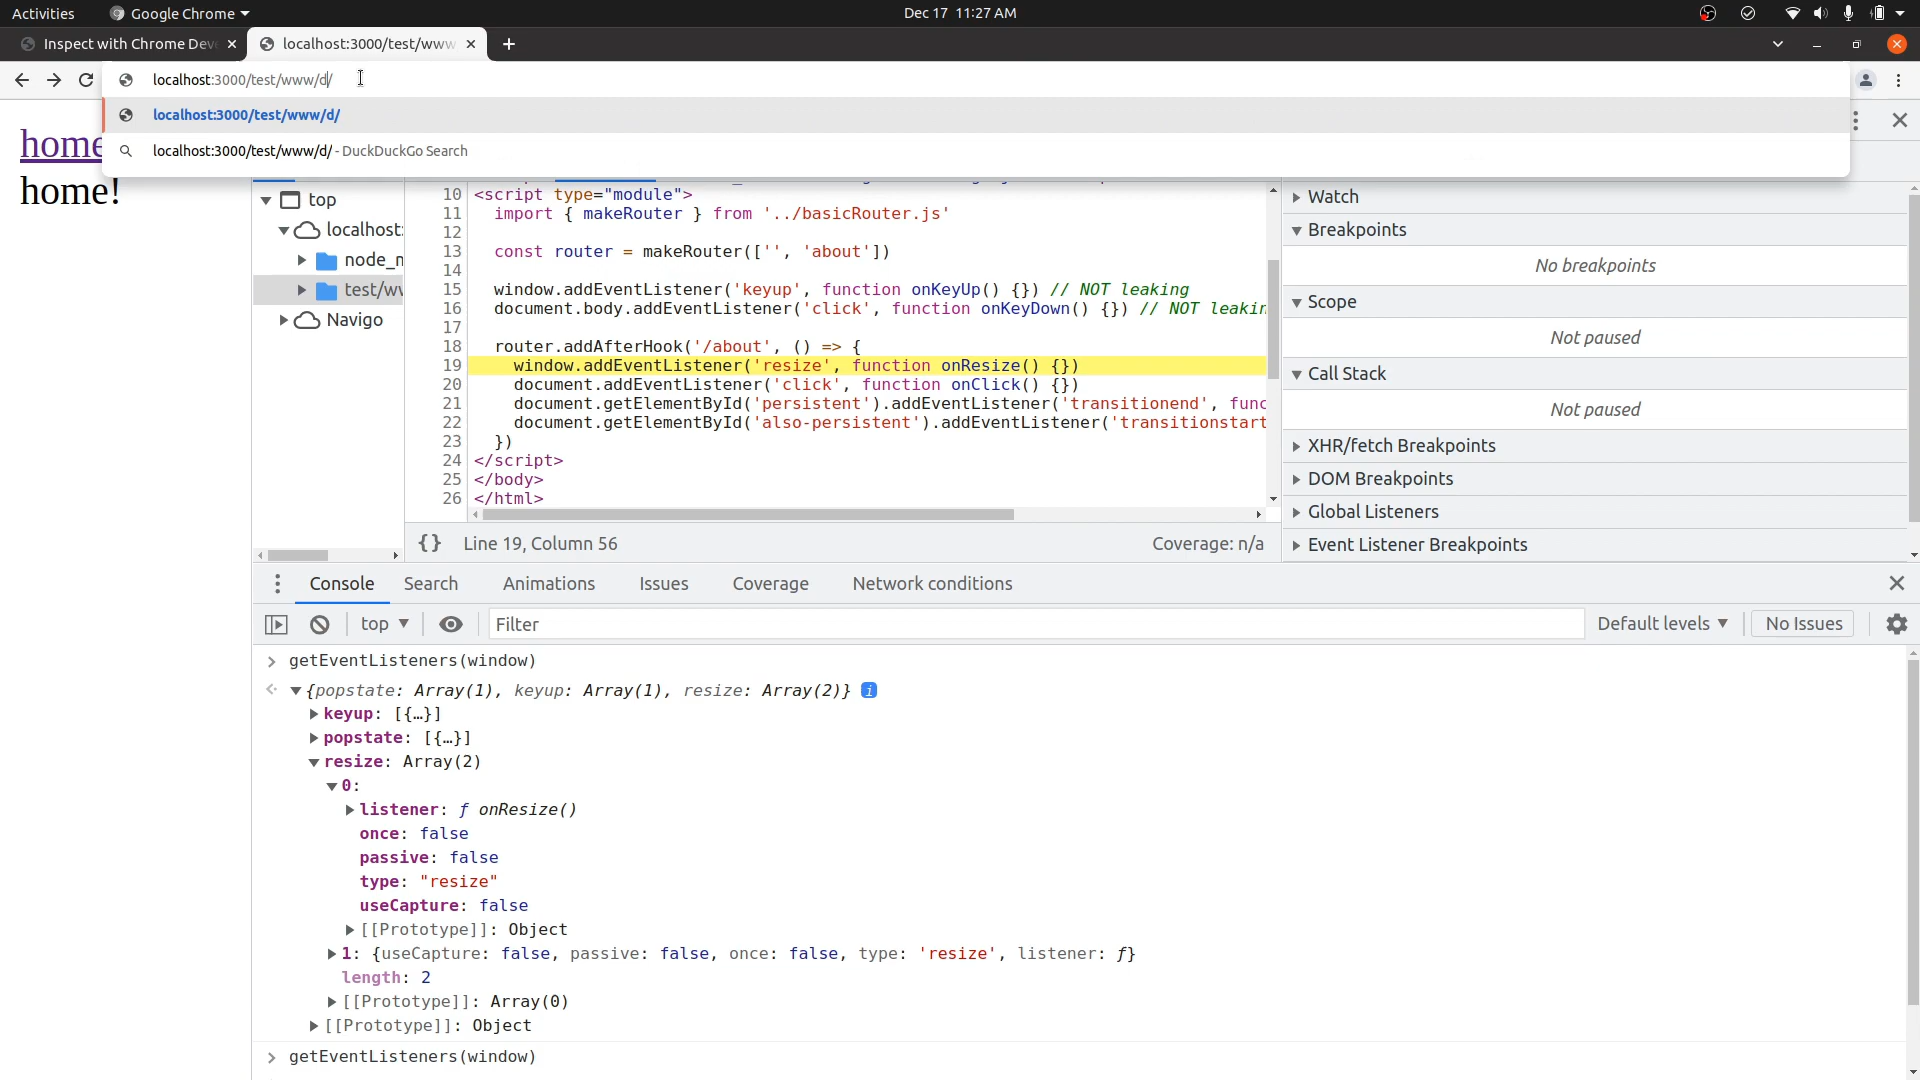 Activities
Google Chrome
Dec 17 11:27 AM
Inspect with Chrome Dev
localhost:3000/test/www
localhost:3000/test/www/d/
localhost:3000/test/www/d/
localhost:3000/test/www/d/ - DuckDuckGo Search
home
home!
top
localhost:
node_m
test/wv
Navigo
10 <script type="module">
11 import { makeRouter } from '../basicRouter.js'
12
13 const router = makeRouter(['', 'about'])
14
15 window.addEventListener('keyup', function onKeyUp() {}) // NOT leaking
16 document.body.addEventListener('click', function onKeyDown() {}) // NOT leakin
17
18 router.addAfterHook('/about', () => {
19 window.addEventListener('resize', function onResize() {})
20 document.addEventListener('click', function onClick() {})
21 document.getElementById('persistent').addEventListener('transitionend', func
22 document.getElementById('also-persistent').addEventListener('transitionstart
23 })
24 </script>
25 </body>
26 </html>
{} Line 19, Column 56
Coverage: n/a
Watch
Breakpoints
No breakpoints
Scope
Not paused
Call Stack
Not paused
XHR/fetch Breakpoints
DOM Breakpoints
Global Listeners
Event Listener Breakpoints
Console Search Animations Issues Coverage Network conditions
top
Filter
Default levels
No Issues
getEventListeners(window)
{popstate: Array(1), keyup: Array(1), resize: Array(2)} i
keyup: [{…}]
popstate: [{…}]
resize: Array(2)
0:
listener: ƒ onResize()
once: false
passive: false
type: "resize"
useCapture: false
[[Prototype]]: Object
1: {useCapture: false, passive: false, once: false, type: 'resize', listener: ƒ}
length: 2
[[Prototype]]: Array(0)
[[Prototype]]: Object
getEventListeners(window)